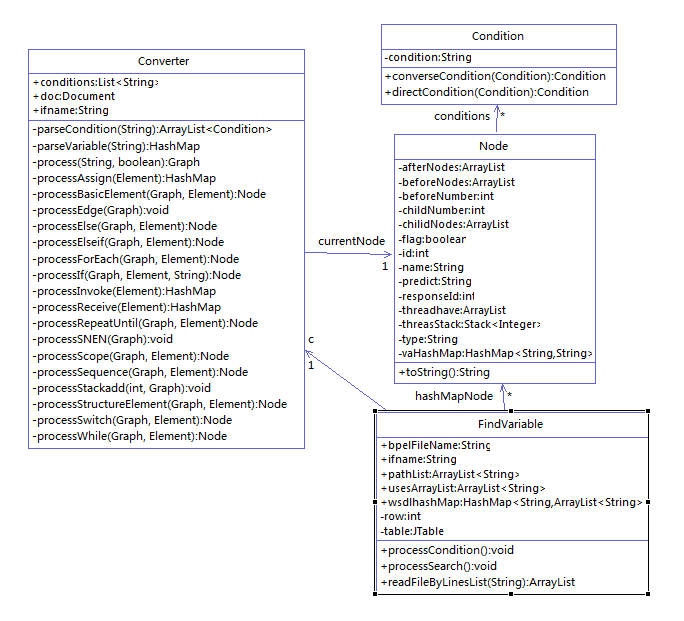 Converter
+conditions:List<String>
+doc:Document
+ifname:String
-parseCondition(String):ArrayList<Condition>
-parseVariable(String):HashMap
-process(String, boolean):Graph
-processAssign(Element):HashMap
-processBasicElement(Graph, Element):Node
-processEdge(Graph):void
-processElse(Graph, Element):Node
-processElseif(Graph, Element):Node
-processForEach(Graph, Element):Node
-processIf(Graph, Element, String):Node
-processInvoke(Element):HashMap
-processReceive(Element):HashMap
-processRepeatUntil(Graph, Element):Node
-processSNEN(Graph):void
-processScope(Graph, Element):Node
-processSequence(Graph, Element):Node
-processStackadd(int, Graph):void
-processStructureElement(Graph, Element):Node
-processSwitch(Graph, Element):Node
-processWhile(Graph, Element):Node
Condition
-condition:String
+converseCondition(Condition):Condition
+directCondition(Condition):Condition
conditions *
Node
-afterNodes:ArrayList
-beforeNodes:ArrayList
-beforeNumber:int
-childNumber:int
-chilidNodes:ArrayList
-flag:boolean
-id:int
-name:String
-predict:String
-responseId:int
-threadhave:ArrayList
-threasStack:Stack<Integer>
-type:String
-vaHashMap:HashMap<String,String>
+toString():String
currentNode
1
c
1
hashMapNode *
FindVariable
+bpelFileName:String
+ifname:String
+pathList:ArrayList<String>
+usesArrayList:ArrayList<String>
+wsdlhashMap:HashMap<String,ArrayList<String>
-row:int
-table:JTable
+processCondition():void
+processSearch():void
+readFileByLinesList(String):ArrayList